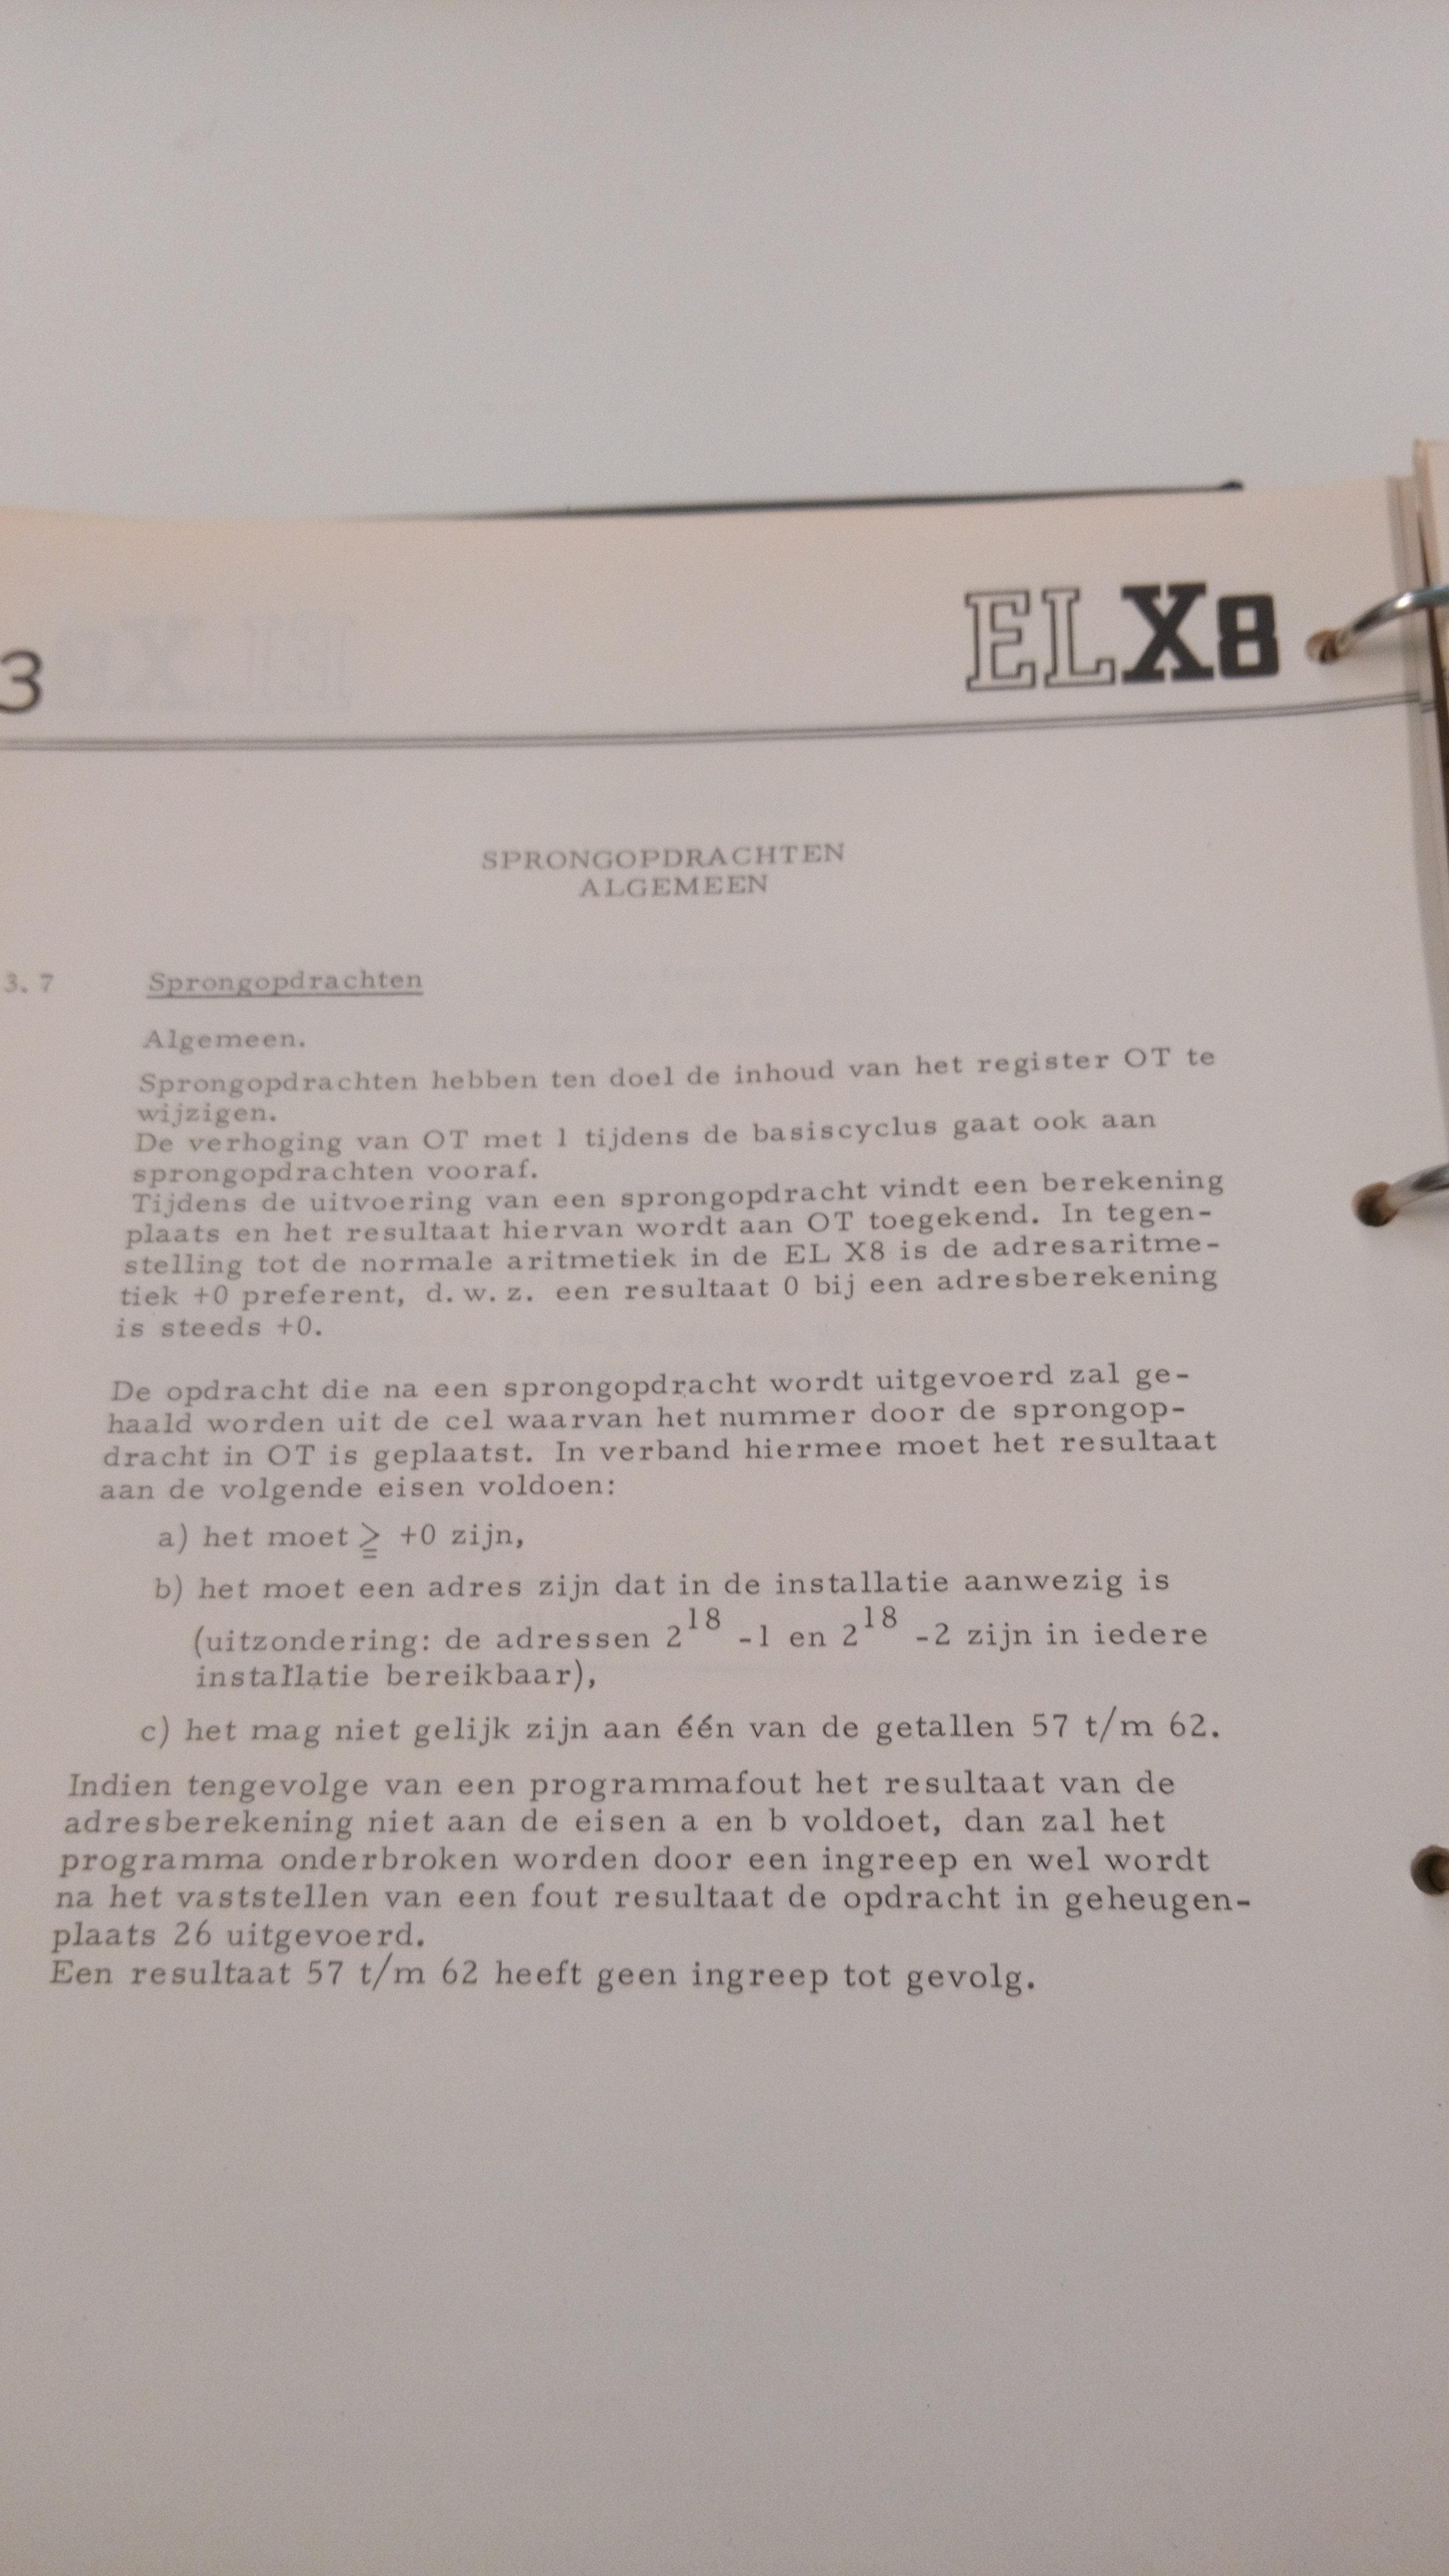 3
ELX8
SPRONGOPDRACHTEN
ALGEMEEN
3.7 Sprongopdrachten
Algemeen.
Sprongopdrachten hebben ten doel de inhoud van het register OT te
wijzigen.
De verhoging van OT met 1 tijdens de basiscyclus gaat ook aan
sprongopdrachten vooraf.
Tijdens de uitvoering van een sprongopdracht vindt een berekening
plaats en het resultaat hiervan wordt aan OT toegekend. In tegen-
stelling tot de normale aritmetiek in de EL X8 is de adresaritme-
tiek +0 preferent, d.w.z. een resultaat 0 bij een adresberekening
is steeds +0.
De opdracht die na een sprongopdracht wordt uitgevoerd zal ge-
haald worden uit de cel waarvan het nummer door de sprongop-
dracht in OT is geplaatst. In verband hiermee moet het resultaat
aan de volgende eisen voldoen:
a) het moet ≧ +0 zijn,
b) het moet een adres zijn dat in de installatie aanwezig is
(uitzondering: de adressen 2¹⁸ -1 en 2¹⁸ -2 zijn in iedere
installatie bereikbaar),
c) het mag niet gelijk zijn aan één van de getallen 57 t/m 62.
Indien tengevolge van een programmafout het resultaat van de
adresberekening niet aan de eisen a en b voldoet, dan zal het
programma onderbroken worden door een ingreep en wel wordt
na het vaststellen van een fout resultaat de opdracht in geheugen-
plaats 26 uitgevoerd.
Een resultaat 57 t/m 62 heeft geen ingreep tot gevolg.